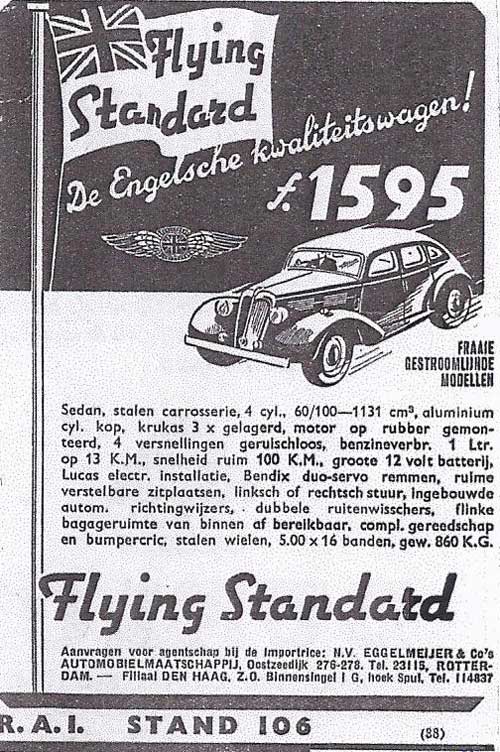 Flying
Standard
De Engelsche kwaliteitswagen!
f. 1595
FRAAIE
GESTROOMLIJNDE
MODELLEN
Sedan, stalen carrosserie, 4 cyl., 60/100—1131 cm³, aluminium
cyl. kop, krukas 3 x gelagerd, motor op rubber gemon-
teerd, 4 versnellingen geruischloos, benzineverbr. 1 Ltr.
op 13 K.M., snelheid ruim 100 K.M., groote 12 volt batterij,
Lucas electr. installatie, Bendix duo-servo remmen, ruime
verstelbare zitplaatsen, linksch of rechtsch stuur, ingebouwde
autom. richtingwijzers, dubbele ruitenwisschers, flinke
bagageruimte van binnen af bereikbaar, compl. gereedschap
en bumpercric, stalen wielen, 5.00 x 16 banden, gew. 860 K.G.
Flying Standard
Aanvragen voor agentschap bij de Importrice: N.V. EGGELMEIJER & Co's
AUTOMOBIELMAATSCHAPPIJ, Oostzeedijk 276-278. Tel. 23115, ROTTER-
DAM. — Filiaal DEN HAAG, Z.O. Binnensingel 1 G, hoek Spui, Tel. 114837
R.A.I. STAND 106
(88)